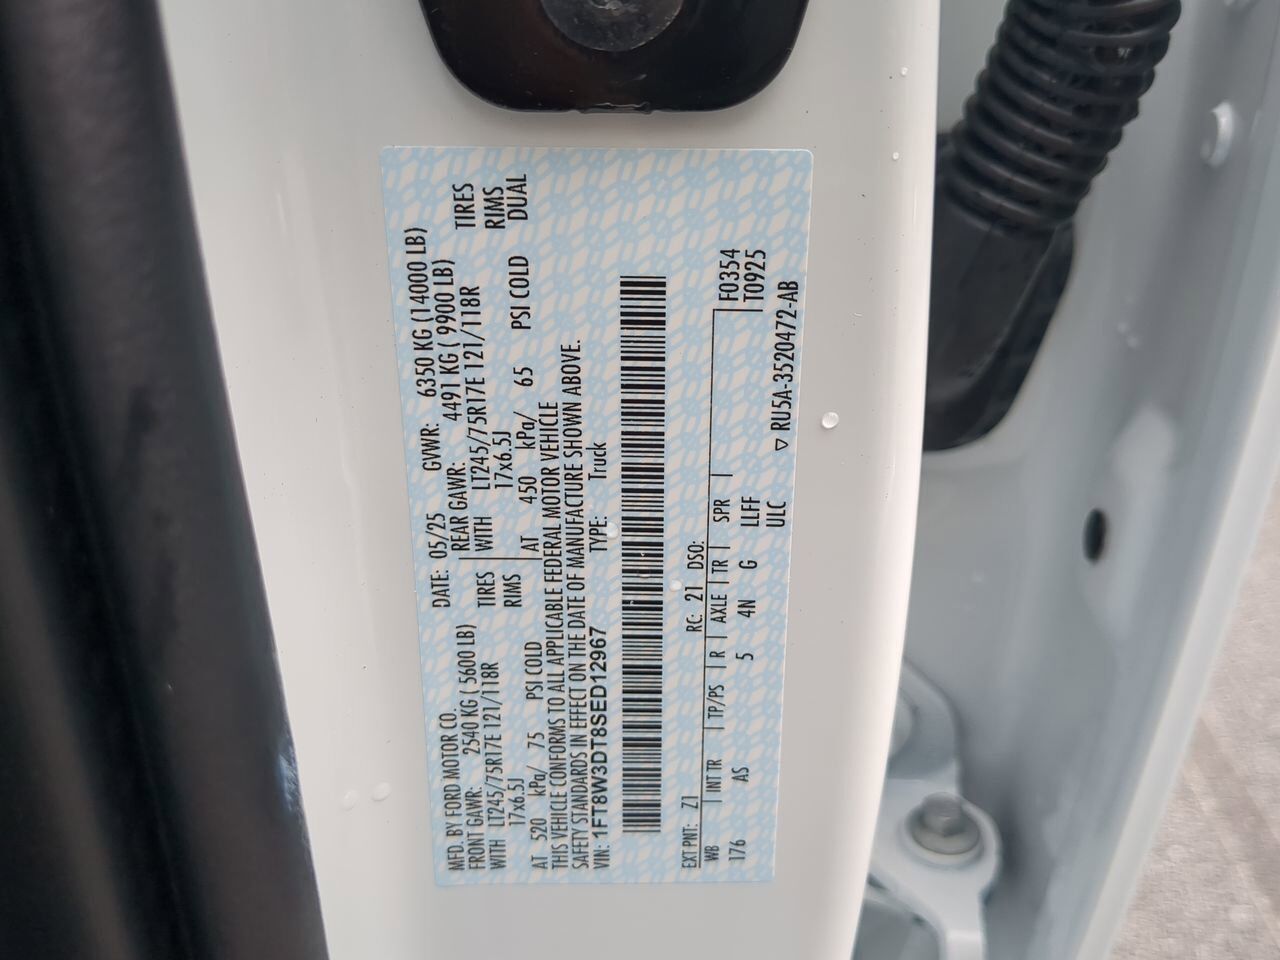 MFD. BY FORD MOTOR CO.
DATE: 05/25 GVWR: 6350 KG (14000 LB)
FRONT GAWR: 2540 KG ( 5600 LB)
REAR GAWR: 4491 KG ( 9900 LB)
WITH LT245/75R17E 121/118R TIRES
WITH LT245/75R17E 121/118R TIRES
17x6.5J RIMS
17x6.5J RIMS
AT 520 kPa/ 75 PSI COLD
AT 450 kPa/ 65 PSI COLD DUAL
THIS VEHICLE CONFORMS TO ALL APPLICABLE FEDERAL MOTOR VEHICLE
SAFETY STANDARDS IN EFFECT ON THE DATE OF MANUFACTURE SHOWN ABOVE.
VIN: 1FT8W3DT8SED12967 TYPE: Truck
EXT PNT: Z1 RC: 21 DSO: F0354
WB INT TR TP/PS R AXLE TR SPR T0925
176 AS 5 4N G LLFF
ULC ▽ RU5A-3520472-AB